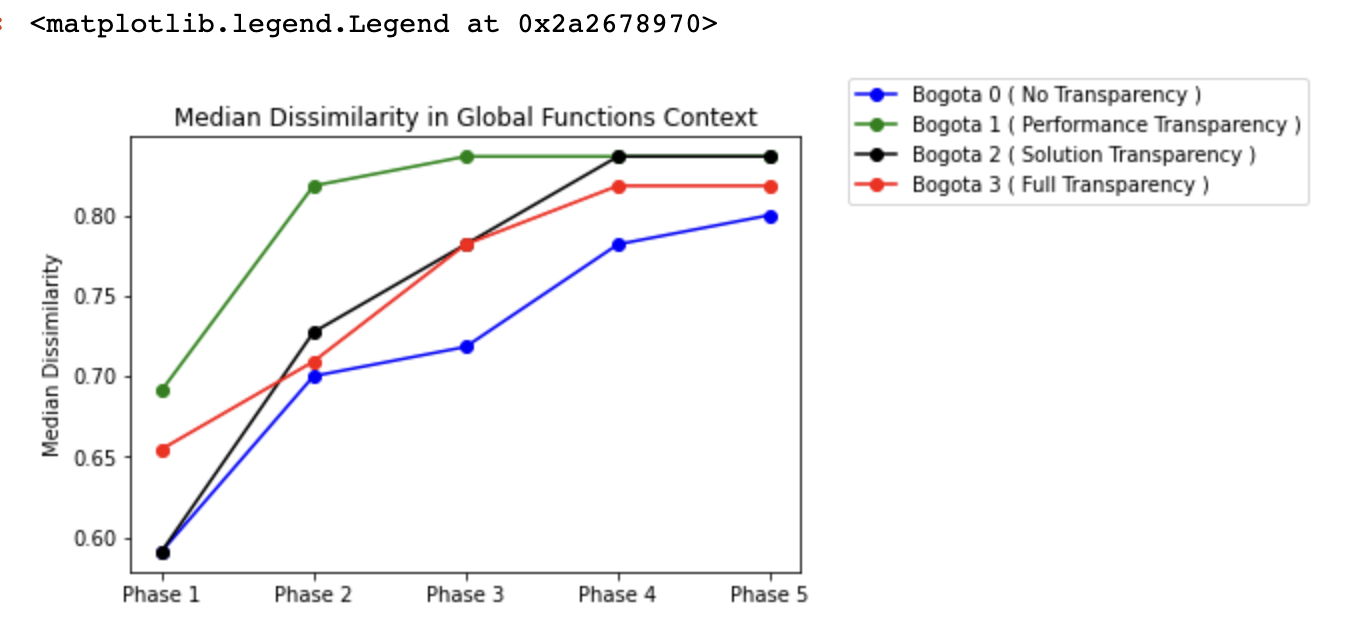 : <matplotlib.legend.Legend at 0x2a2678970>
Median Dissimilarity in Global Functions Context
Bogota 0 ( No Transparency )
Bogota 1 ( Performance Transparency )
Bogota 2 ( Solution Transparency )
Bogota 3 ( Full Transparency )
Median Dissimilarity
0.80
0.75
0.70
0.65
0.60
Phase 1 Phase 2 Phase 3 Phase 4 Phase 5